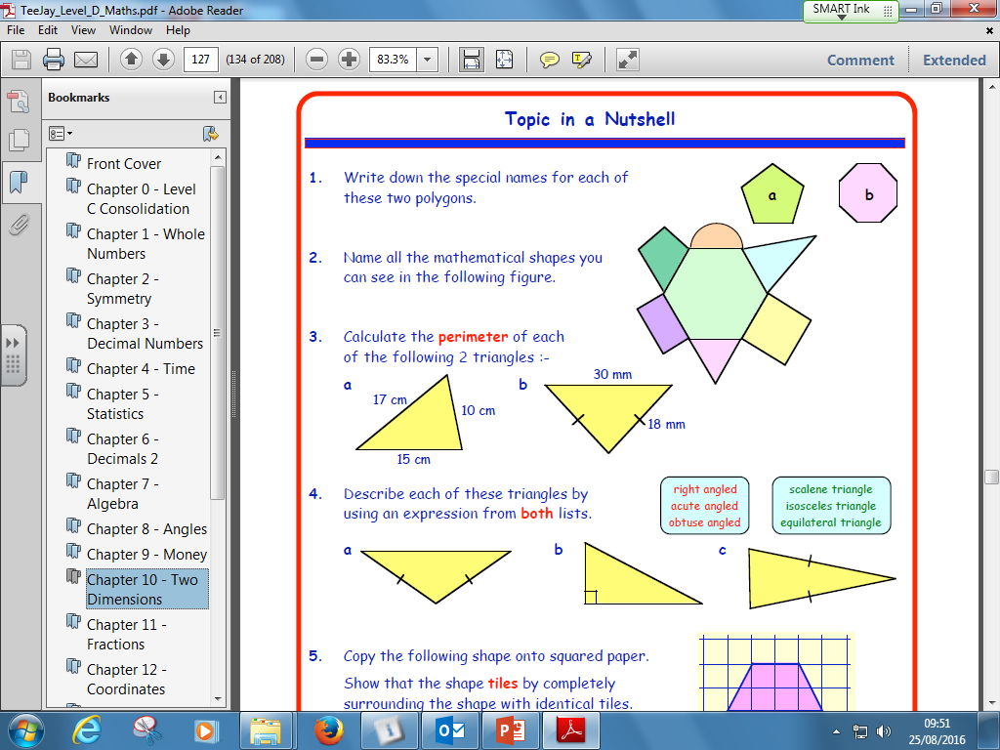 TeeJay_Level_D_Maths.pdf - Adobe Reader
SMART Ink
File Edit View Window Help
127 (134 of 208) 83.3% Comment Extended
Bookmarks
Front Cover
Chapter 0 - Level
C Consolidation
Chapter 1 - Whole
Numbers
Chapter 2 -
Symmetry
Chapter 3 -
Decimal Numbers
Chapter 4 - Time
Chapter 5 -
Statistics
Chapter 6 -
Decimals 2
Chapter 7 -
Algebra
Chapter 8 - Angles
Chapter 9 - Money
Chapter 10 - Two
Dimensions
Chapter 11 -
Fractions
Chapter 12 -
Coordinates
Topic in a Nutshell
1. Write down the special names for each of
these two polygons.
a b
2. Name all the mathematical shapes you
can see in the following figure.
3. Calculate the perimeter of each
of the following 2 triangles :-
a 17 cm 10 cm 15 cm
b 30 mm 18 mm
4. Describe each of these triangles by
using an expression from both lists.
right angled
acute angled
obtuse angled
scalene triangle
isosceles triangle
equilateral triangle
a b c
5. Copy the following shape onto squared paper.
Show that the shape tiles by completely
surrounding the shape with identical tiles.
09:51
25/08/2016